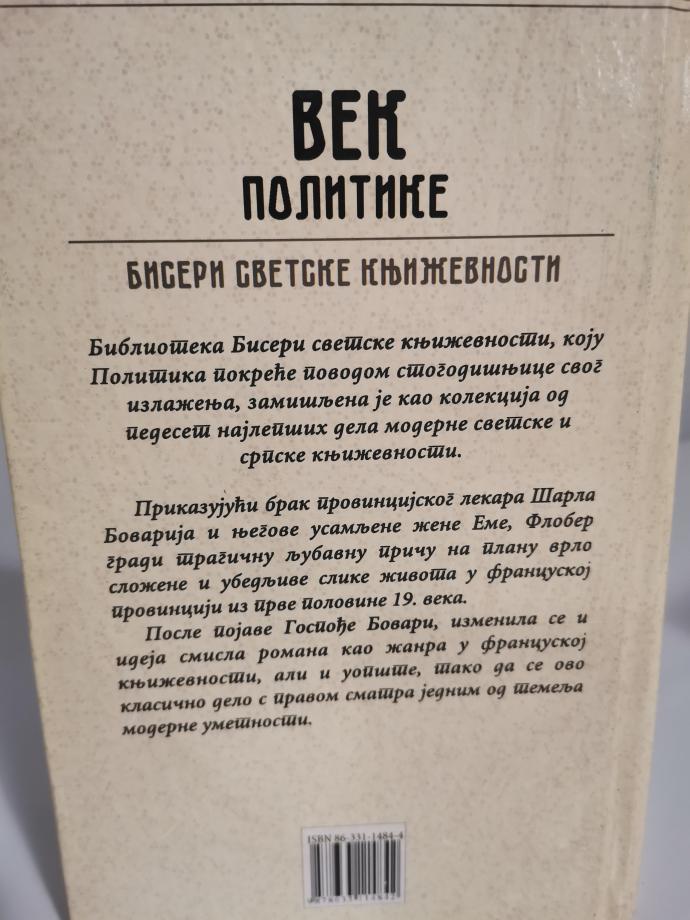 ВЕК
ПОЛИТИКЕ
БИСЕРИ СВЕТСКЕ КЊИЖЕВНОСТИ
Библиотека Бисери светске књижевности, коју
Политика покреће поводом стогодишњице свог
излажења, замишљена је као колекција од
педесет најлепших дела модерне светске и
српске књижевности.
Приказујући брак провинцијског лекара Шарла
Боварија и његове усамљене жене Еме, Флобер
гради трагичну љубавну причу на плану врло
сложене и убедљиве слике живота у француској
провинцији из прве половине 19. века.
После појаве Госпође Бовари, изменила се и
идеја смисла романа као жанра у француској
књижевности, али и уопште, тако да се ово
класично дело с правом сматра једним од темеља
модерне уметности.
ISBN 86-331-1484-4